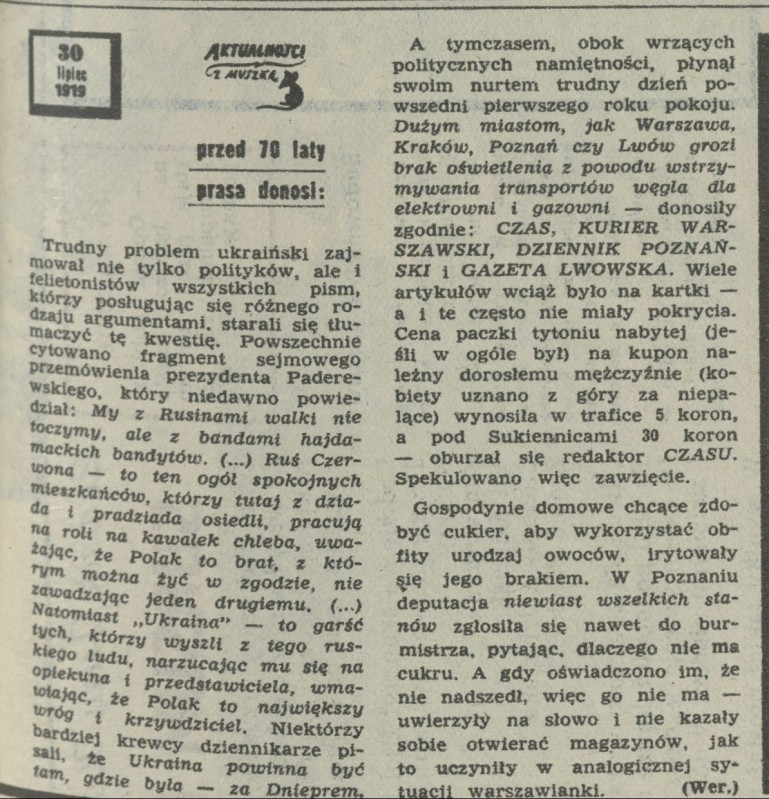 30
lipiec
1919
AKTUALNOŚCI
Z MUSZKĄ
przed 70 laty
prasa donosi:
Trudny problem ukraiński zaj-
mował nie tylko polityków, ale i
felietonistów wszystkich pism,
którzy posługując się różnego ro-
dzaju argumentami, starali się tłu-
maczyć tę kwestię. Powszechnie
cytowano fragment sejmowego
przemówienia prezydenta Padere-
wskiego, który niedawno powie-
dział: My z Rusinami walki nie
toczymy, ale z bandami hajda-
mackich bandytów. (...) Ruś Czer-
wona — to ten ogół spokojnych
mieszkańców, którzy tutaj z dzia-
da i pradziada osiedli, pracują
na roli na kawałek chleba, uwa-
żając, że Polak to brat, z któ-
rym można żyć w zgodzie, nie
zawadzając jeden drugiemu. (...)
Natomiast „Ukraina" — to garść
tych, którzy wyszli z tego rus-
kiego ludu, narzucając mu się na
opiekuna i przedstawiciela, wma-
wiając, że Polak to największy
wróg i krzywdziciel. Niektórzy
bardziej krewcy dziennikarze pi-
sali, że Ukraina powinna być
tam, gdzie była — za Dnieprem.
A tymczasem, obok wrzących
politycznych namiętności, płynął
swoim nurtem trudny dzień po-
wszedni pierwszego roku pokoju.
Dużym miastom, jak Warszawa,
Kraków, Poznań czy Lwów grozi
brak oświetlenia z powodu wstrzy-
mywania transportów węgla dla
elektrowni i gazowni — donosiły
zgodnie: CZAS, KURIER WAR-
SZAWSKI, DZIENNIK POZNAŃ-
SKI i GAZETA LWOWSKA. Wiele
artykułów wciąż było na kartki —
a i te często nie miały pokrycia.
Cena paczki tytoniu nabytej (je-
śli w ogóle był) na kupon na-
leżny dorosłemu mężczyźnie (ko-
biety uznano z góry za niepa-
lące) wynosiła w trafice 5 koron,
a pod Sukiennicami 30 koron
— oburzał się redaktor CZASU.
Spekulowano więc zawzięcie.
Gospodynie domowe chcące zdo-
być cukier, aby wykorzystać ob-
fity urodzaj owoców, irytowały
się jego brakiem. W Poznaniu
deputacja niewiast wszelkich sta-
nów zgłosiła się nawet do bur-
mistrza, pytając, dlaczego nie ma
cukru. A gdy oświadczono im, że
nie nadszedł, więc go nie ma —
uwierzyły na słowo i nie kazały
sobie otwierać magazynów, jak
to uczyniły w analogicznej sy-
tuacji warszawianki. (Wer.)